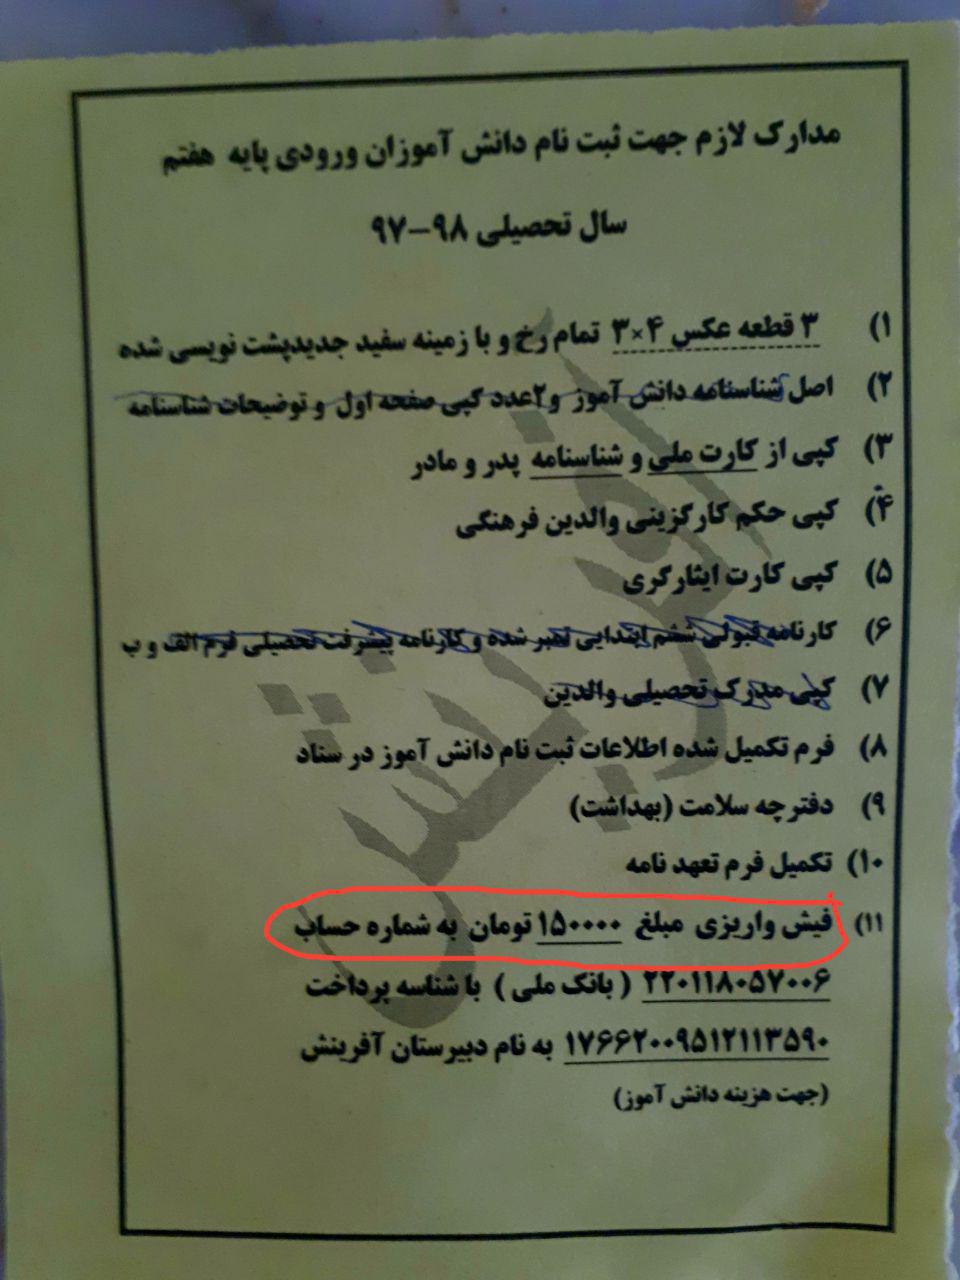 مدارک لازم جهت ثبت نام دانش آموزان ورودی پایه هفتم
سال تحصیلی ۹۸-۹۷
۱) ۳ قطعه عکس ۴×۳ تمام رخ و با زمینه سفید جدیدپشت نویسی شده
۲) اصل شناسنامه دانش آموز و۲عدد کپی صفحه اول و توضیحات شناسنامه
۳) کپی از کارت ملی و شناسنامه پدر و مادر
۴) کپی حکم کارگزینی والدین فرهنگی
۵) کپی کارت ایثارگری
۶) کارنامه قبولی ششم ابتدایی تمبر شده و کارنامه پیشرفت تحصیلی فرم الف و ب
۷) کپی مدرک تحصیلی والدین
۸) فرم تکمیل شده اطلاعات ثبت نام دانش آموز در سناد
۹) دفترچه سلامت (بهداشت)
۱۰) تکمیل فرم تعهد نامه
۱۱) فیش واریزی مبلغ ۱۵۰۰۰۰ تومان به شماره حساب
۲۲۰۱۱۸۰۵۷۰۰۶ (بانک ملی) با شناسه پرداخت
۱۷۶۶۲۰۰۹۵۱۲۱۱۳۵۹۰ به نام دبیرستان آفرینش
(جهت هزینه دانش آموز)
آفرینش